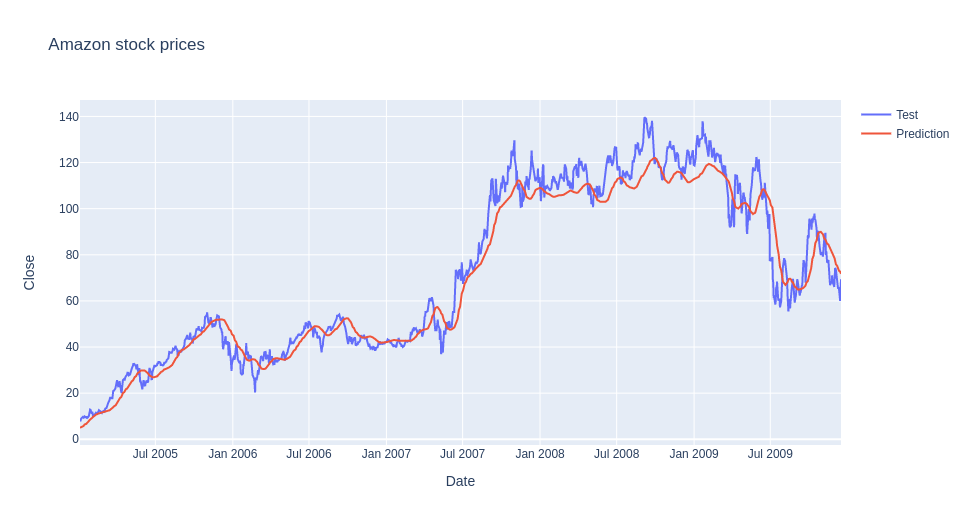 Amazon stock prices
Test
Prediction
Close
140
120
100
80
60
40
20
0
Jul 2005 Jan 2006 Jul 2006 Jan 2007 Jul 2007 Jan 2008 Jul 2008 Jan 2009 Jul 2009
Date